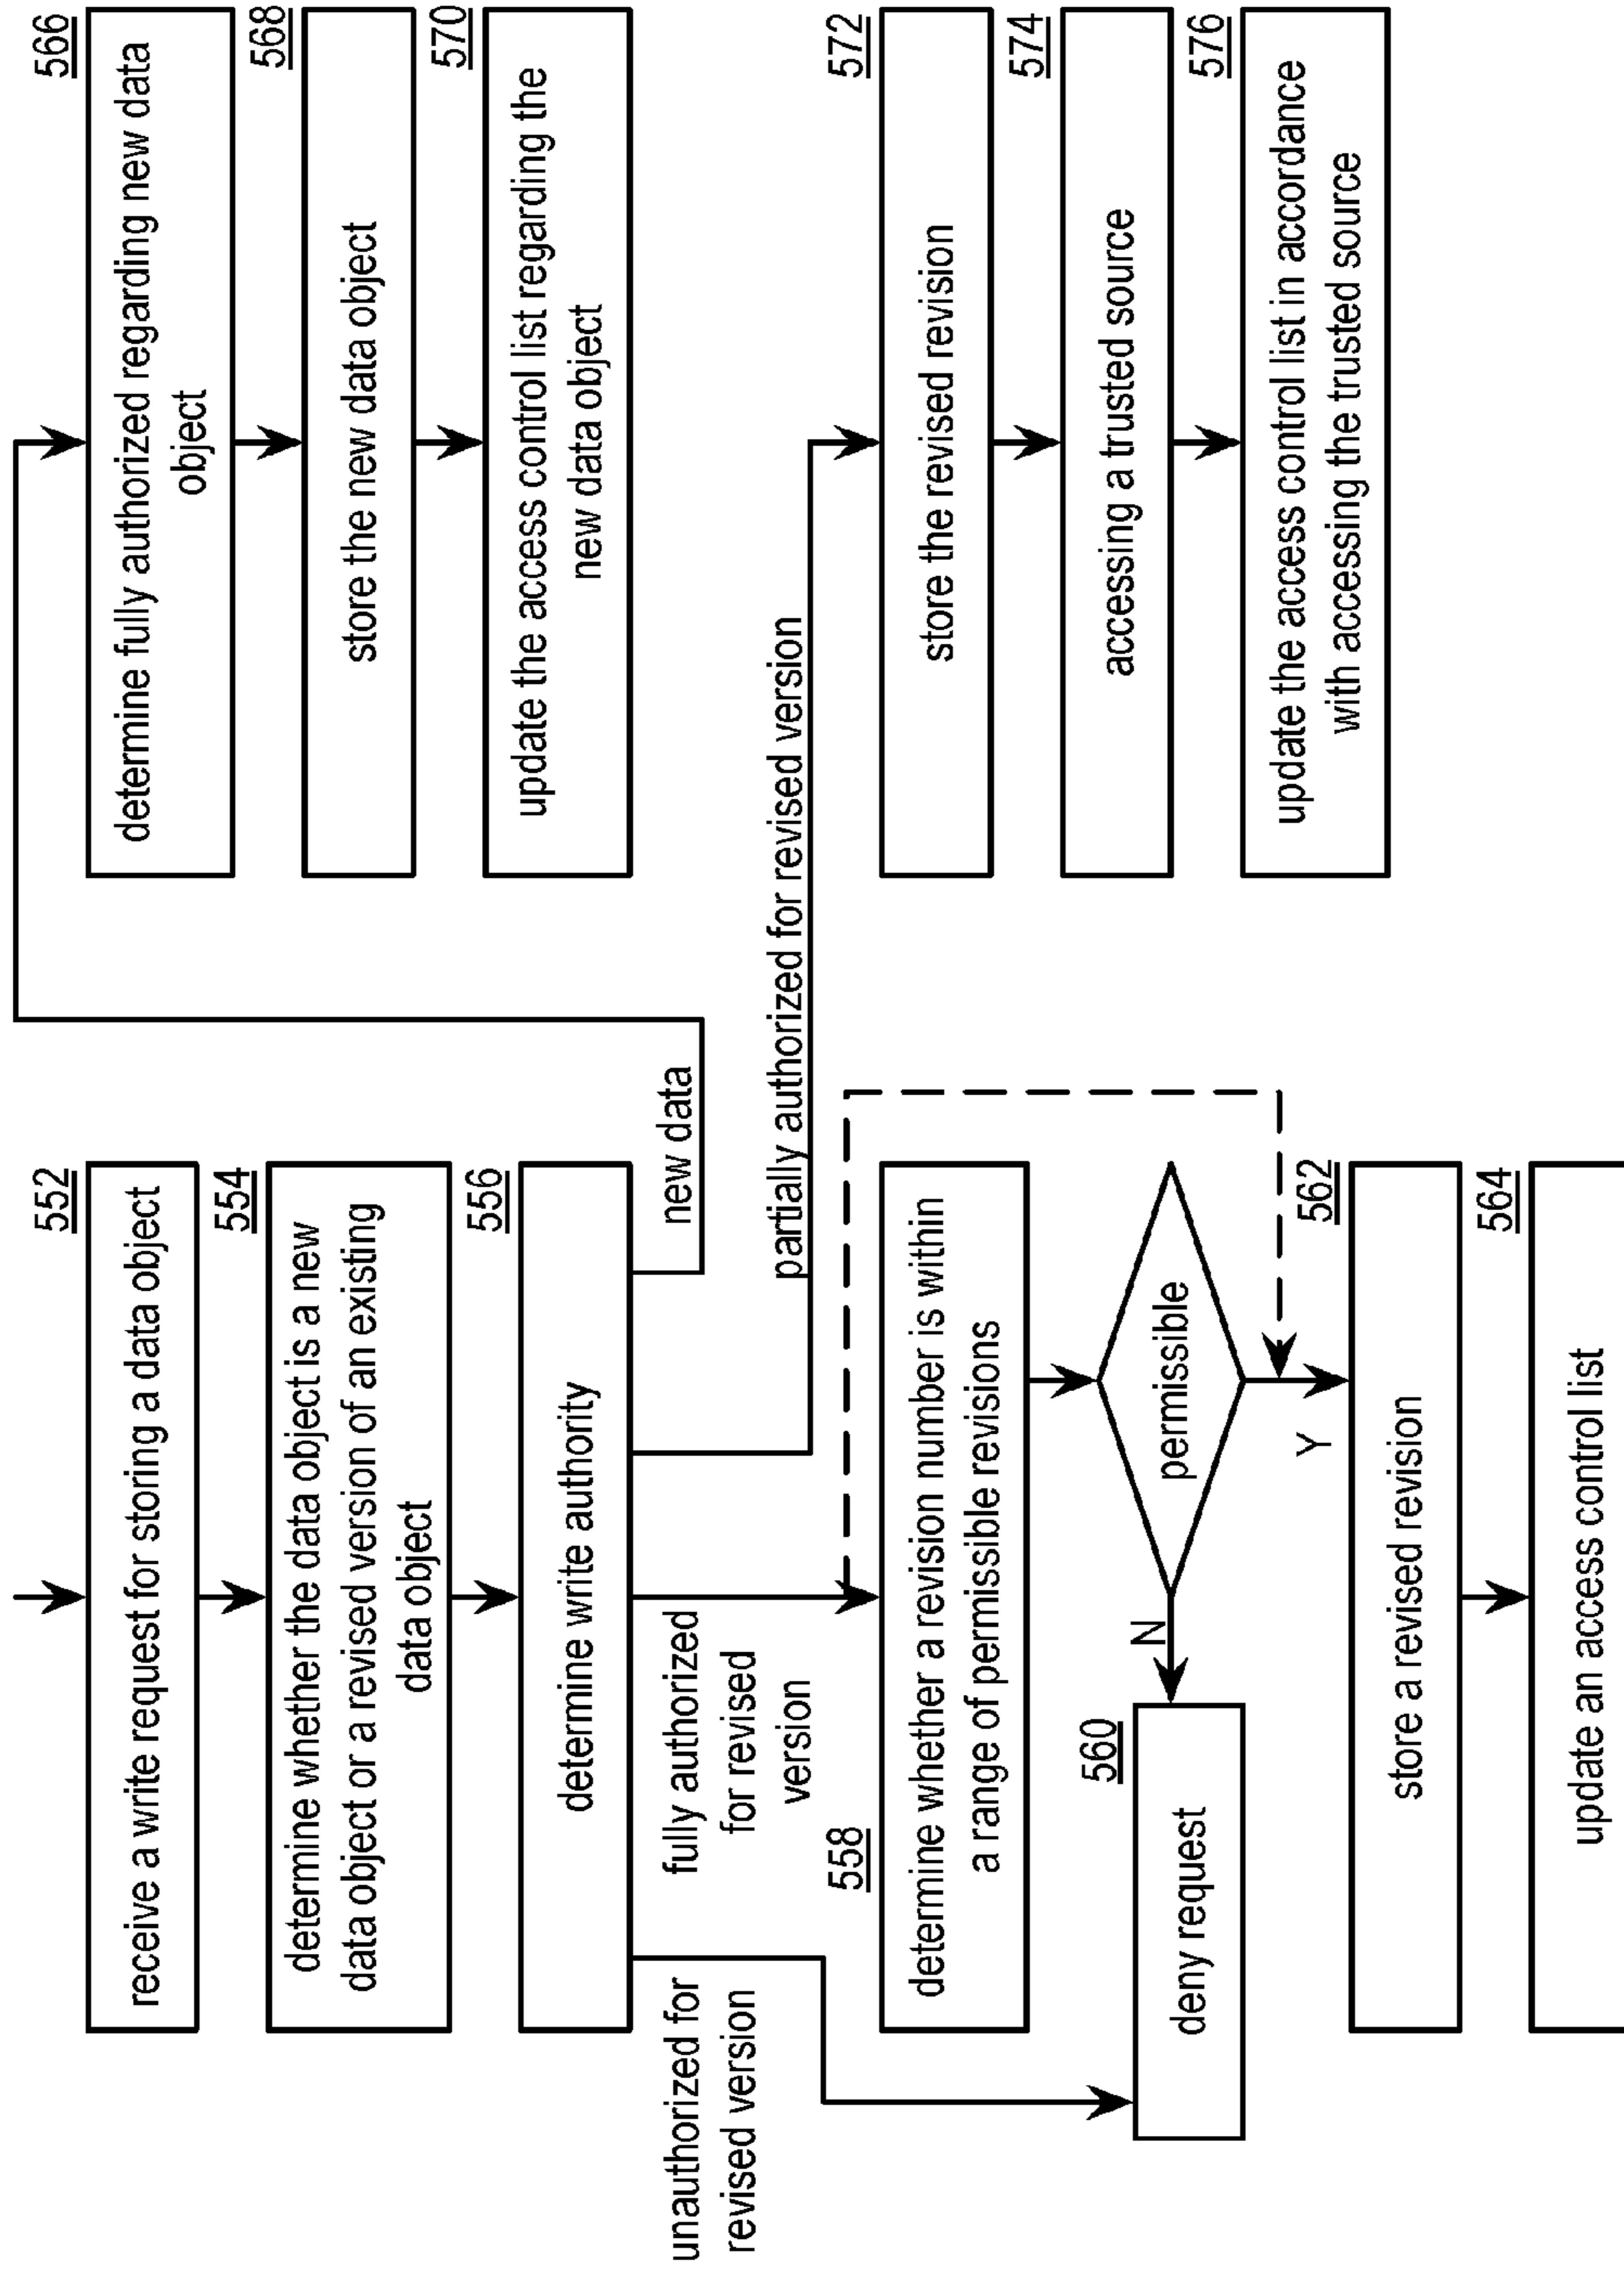 552
receive a write request for storing a data object
554
determine whether the data object is a new
data object or a revised version of an existing
data object
556
determine write authority
unauthorized for
revised version
fully authorized
for revised
version
partially authorized for revised version
new data
558
determine whether a revision number is within
a range of permissible revisions
permissible
N
Y
560
deny request
562
store a revised revision
564
update an access control list
566
determine fully authorized regarding new data
object
568
store the new data object
570
update the access control list regarding the
new data object
572
store the revised revision
574
accessing a trusted source
576
update the access control list in accordance
with accessing the trusted source